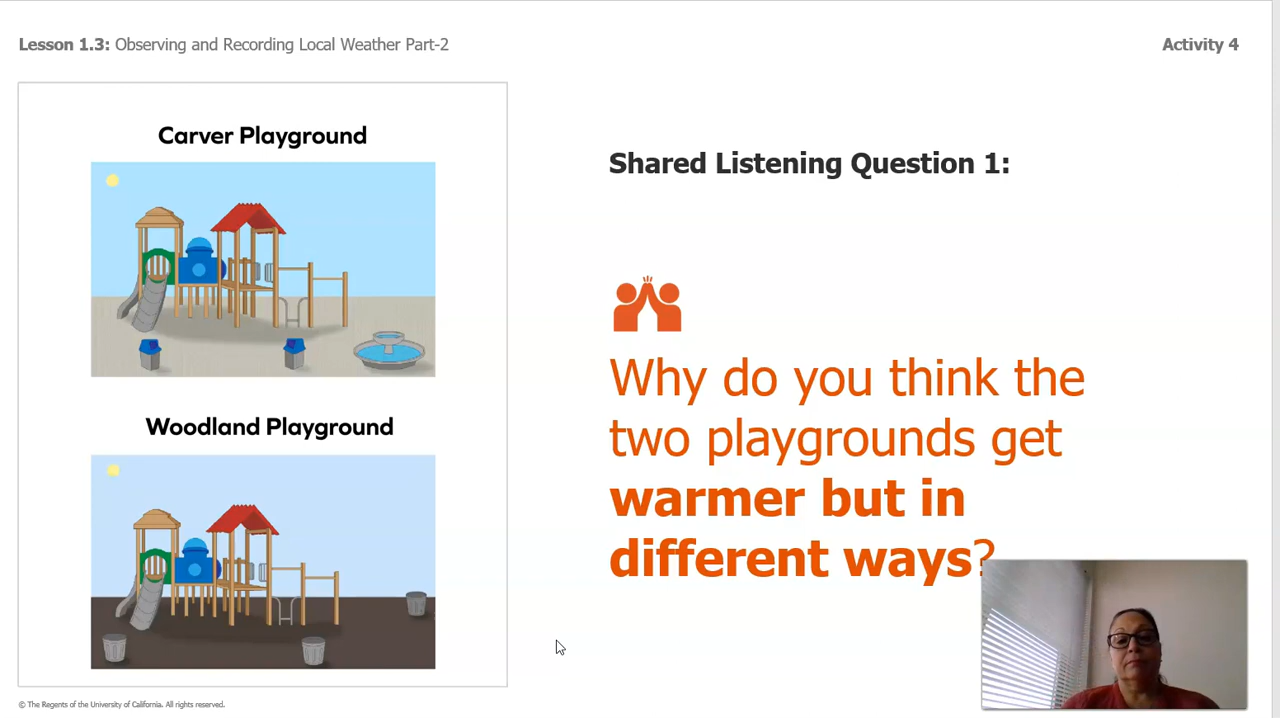 Lesson 1.3: Observing and Recording Local Weather Part-2
Activity 4
Carver Playground
Woodland Playground
Shared Listening Question 1:
Why do you think the
two playgrounds get
warmer but in
different ways?
© The Regents of the University of California. All rights reserved.